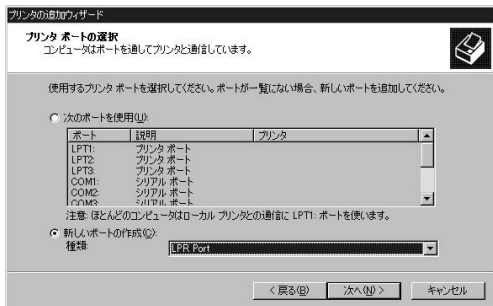 プリンタの追加ウィザード
プリンタ ポートの選択
コンピュータはポートを通してプリンタと通信しています。
使用するプリンタ ポートを選択してください。ポートが一覧にない場合、新しいポートを追加してください。
次のポートを使用(U):
ポート 説明 プリンタ
LPT1: プリンタ ポート
LPT2: プリンタ ポート
LPT3: プリンタ ポート
COM1: シリアル ポート
COM2: シリアル ポート
COM3: シリアル ポート
注意: ほとんどのコンピュータはローカル プリンタとの通信に LPT1: ポートを使います。
新しいポートの作成(C):
種類: LPR Port
< 戻る(B) 次へ(N) > キャンセル